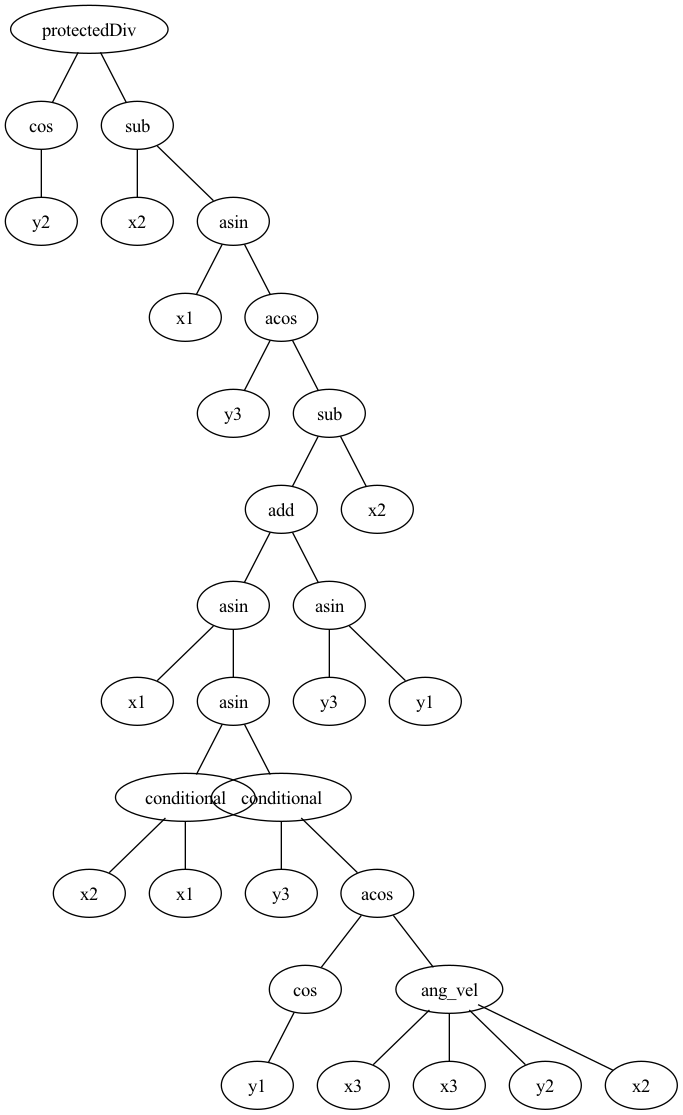 protectedDiv
cos sub
y2 x2 asin
x1 acos
y3 sub
add x2
asin asin
x1 asin y3 y1
conditional conditional
x2 x1 y3 acos
cos ang_vel
y1 x3 x3 y2 x2